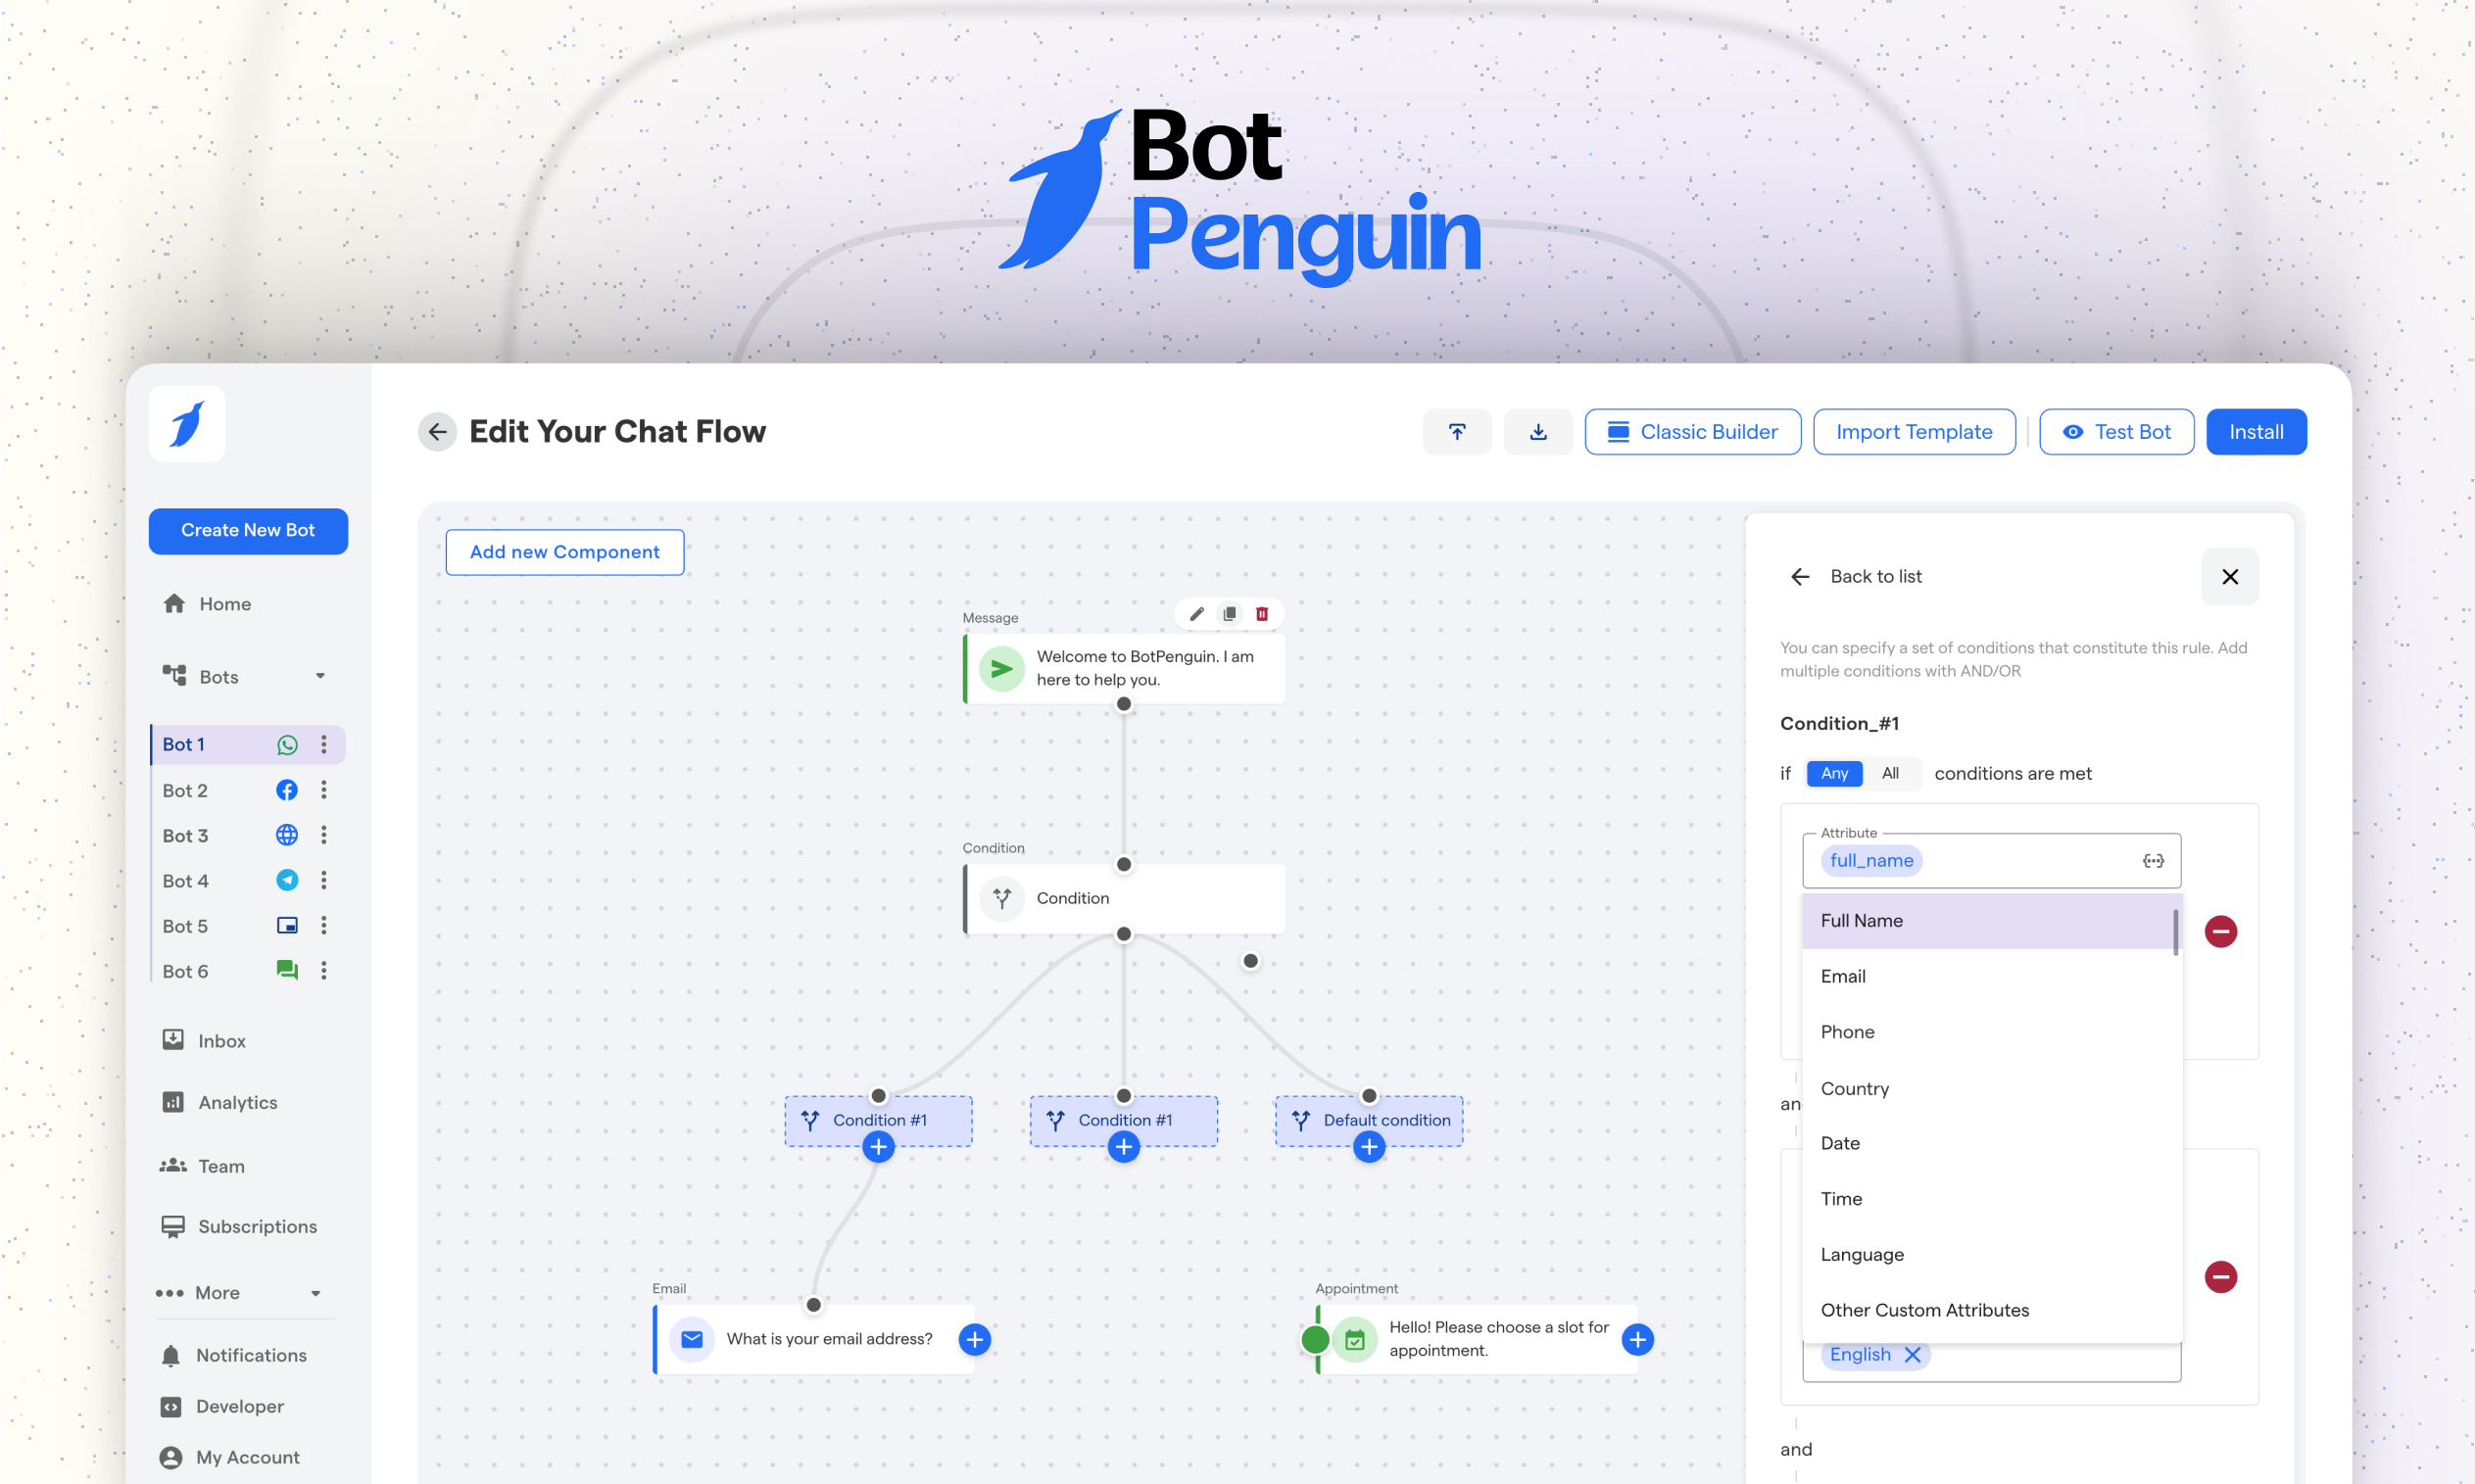 Bot
Penguin
Edit Your Chat Flow
Classic Builder
Import Template
Test Bot
Install
Create New Bot
Home
Bots
Bot 1
Bot 2
Bot 3
Bot 4
Bot 5
Bot 6
Inbox
Analytics
Team
Subscriptions
More
Notifications
Developer
My Account
Add new Component
Message
Welcome to BotPenguin. I am
here to help you.
Condition
Condition
Condition #1
Condition #1
Default condition
Email
What is your email address?
Appointment
Hello! Please choose a slot for
appointment.
Back to list
You can specify a set of conditions that constitute this rule. Add
multiple conditions with AND/OR
Condition_#1
if Any All conditions are met
Attribute
full_name
Full Name
Email
Phone
Country
Date
Time
Language
Other Custom Attributes
English
and